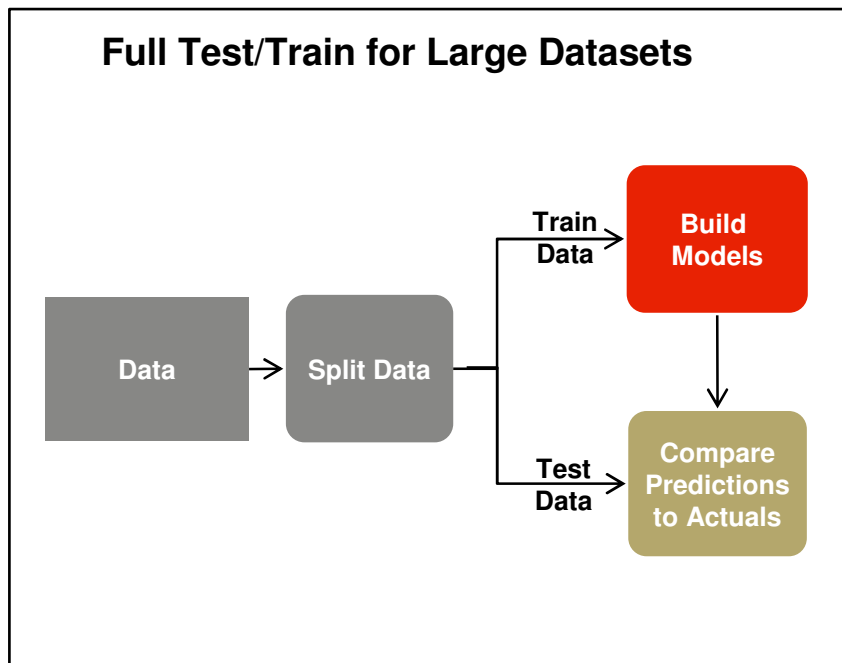 Full Test/Train for Large Datasets
Train
Data
Build
Models
Data
Split Data
Test
Data
Compare
Predictions
to Actuals